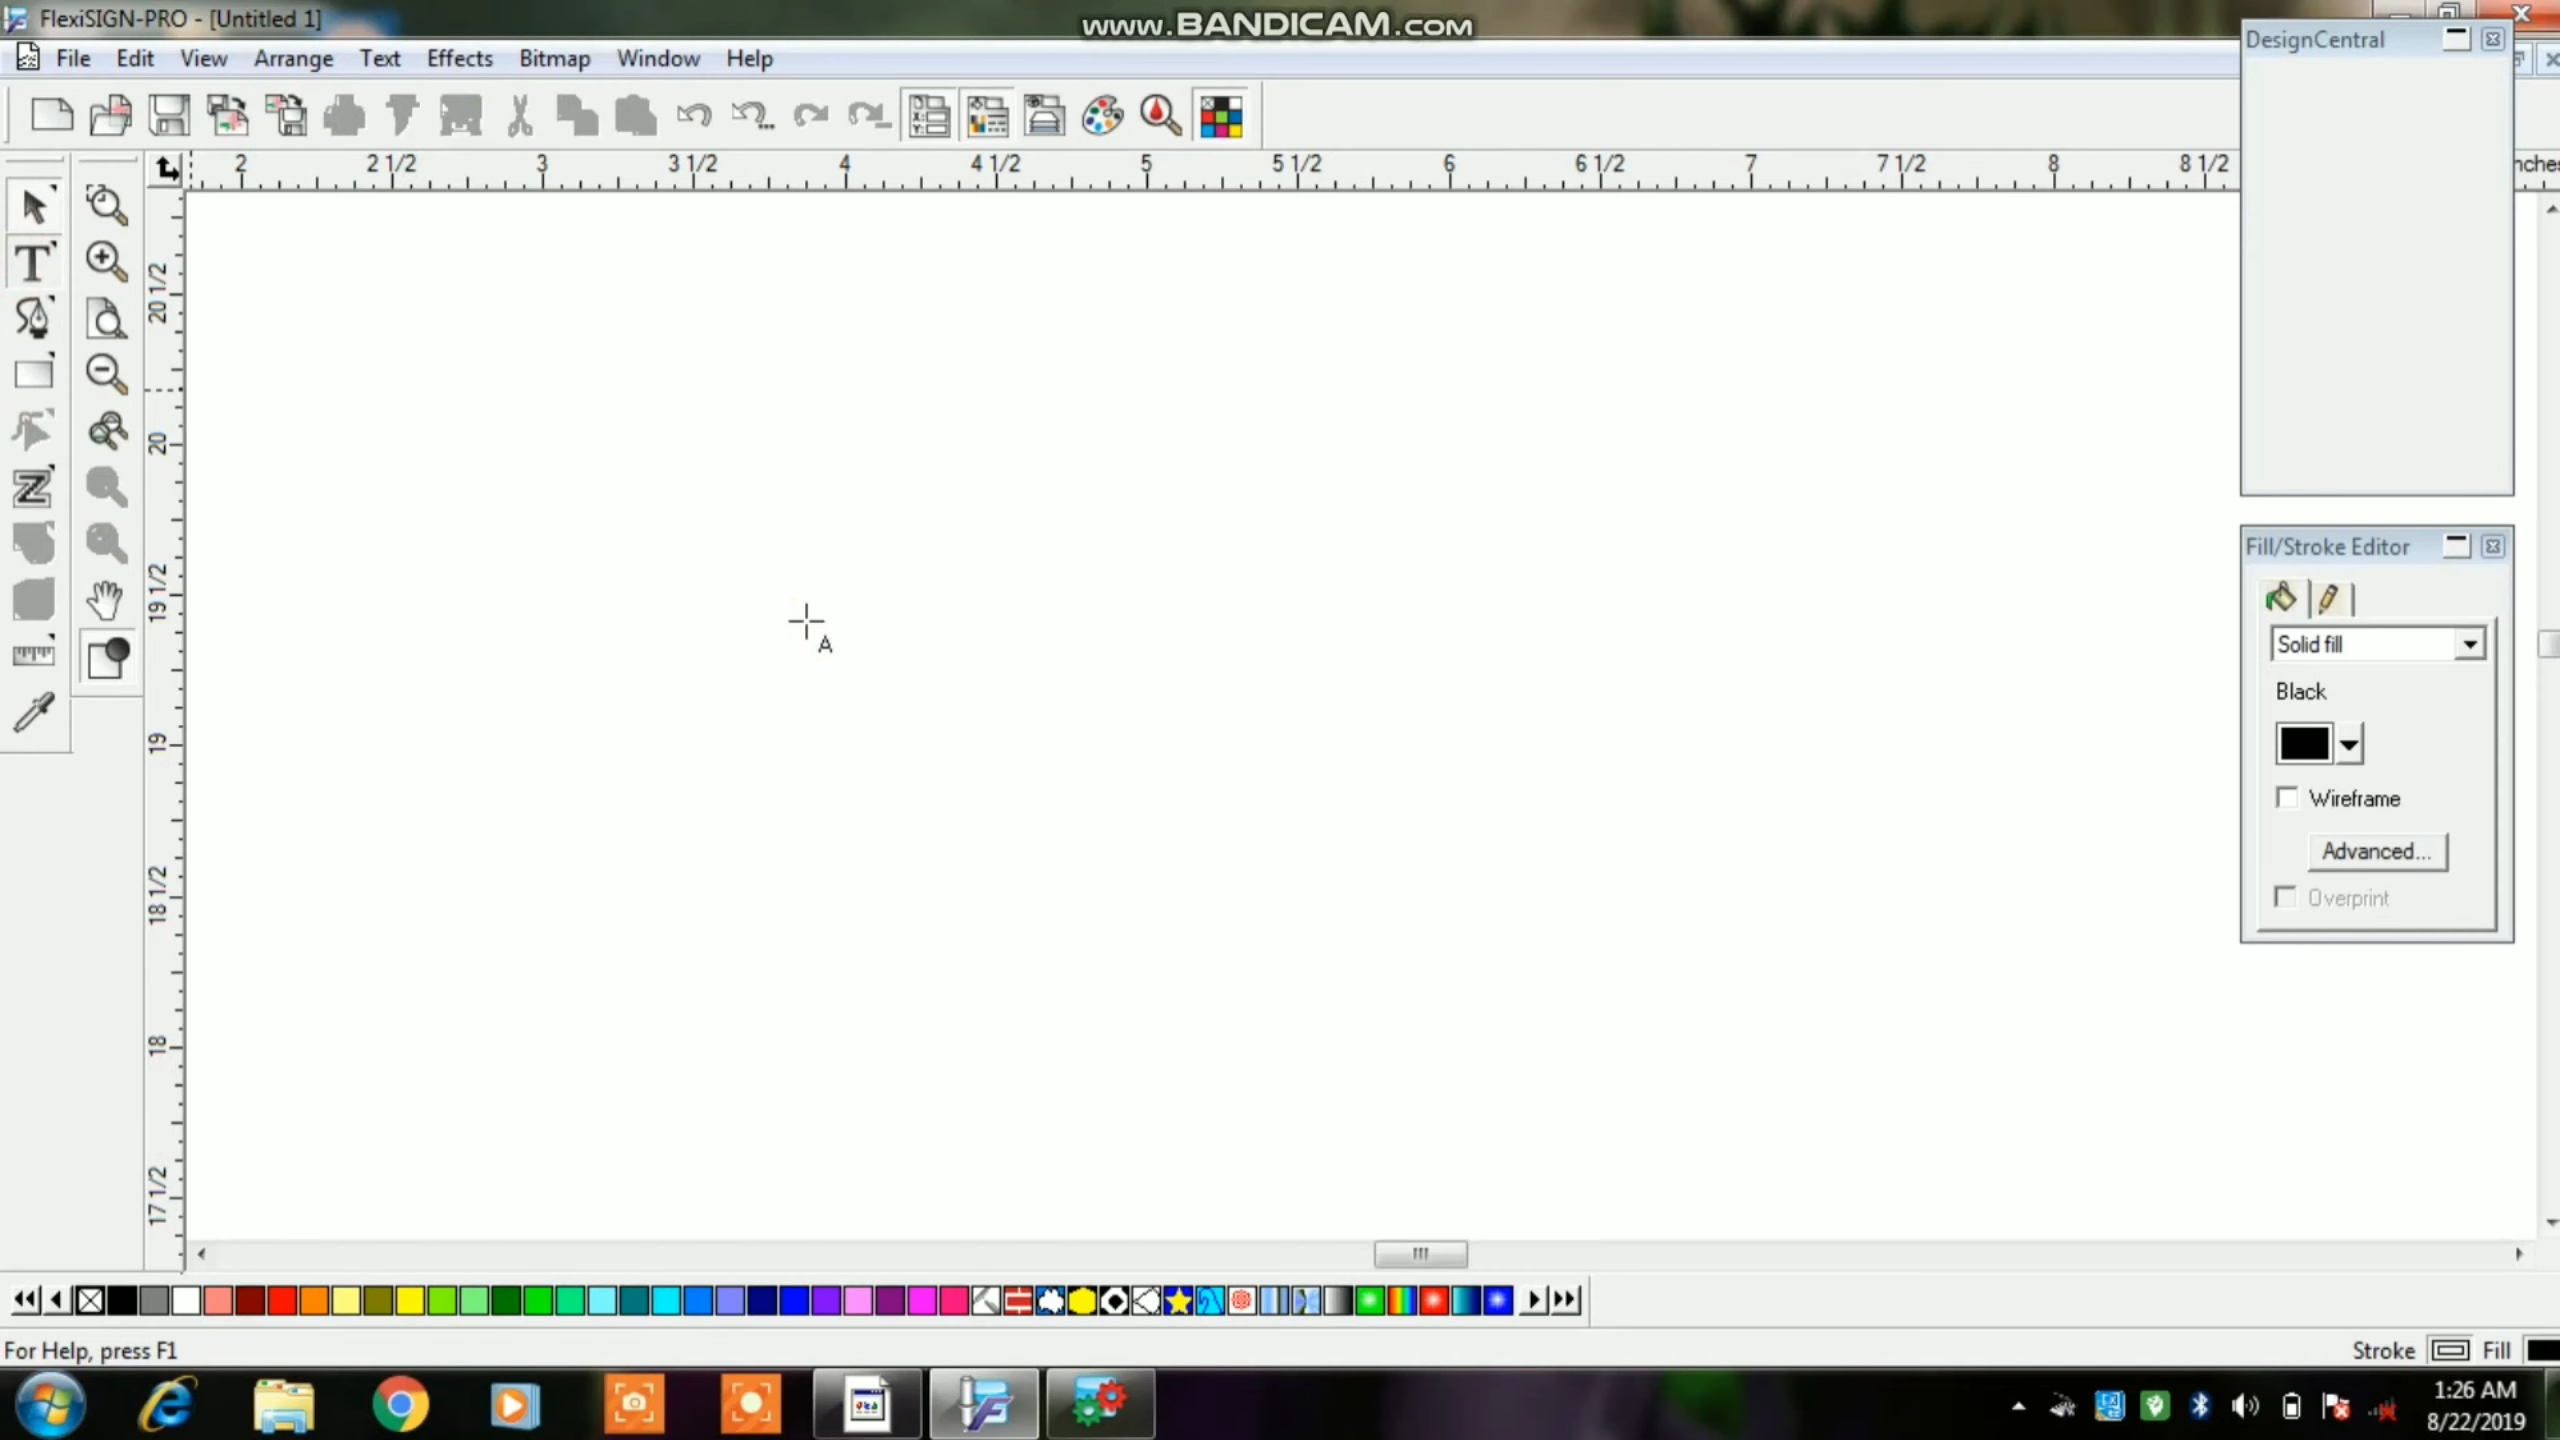 FlexiSIGN-PRO - [Untitled 1]
www.BANDICAM.com
File Edit View Arrange Text Effects Bitmap Window Help
DesignCentral
2 2 1/2 3 3 1/2 4 4 1/2 5 5 1/2 6 6 1/2 7 7 1/2 8 8 1/2 nches
20 1/2
20
19 1/2
19
18 1/2
18
17 1/2
A
Fill/Stroke Editor
Solid fill
Black
Wireframe
Advanced...
Overprint
For Help, press F1
Stroke Fill
1:26 AM
8/22/2019